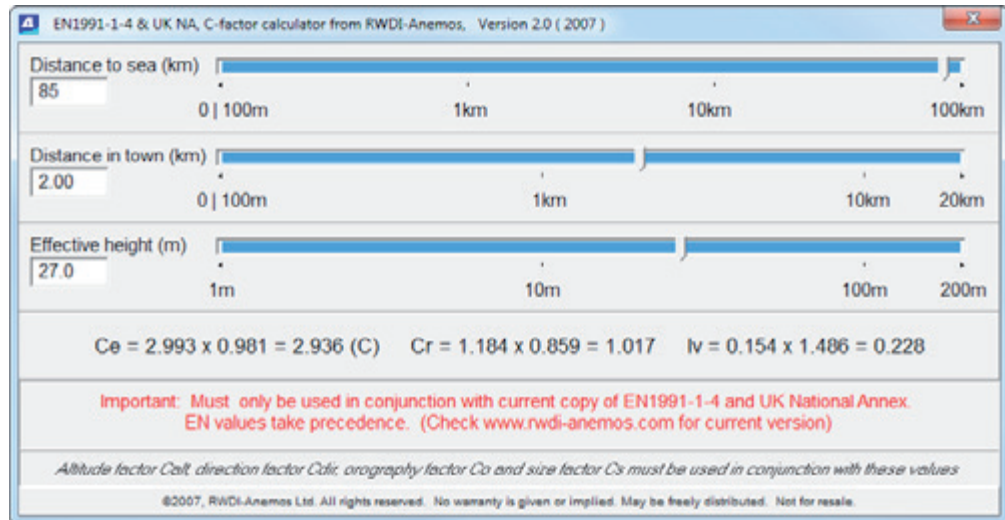 EN1991-1-4 & UK NA, C-factor calculator from RWDI-Anemos, Version 2.0 ( 2007 )
Distance to sea (km)
85
0 | 100m 1km 10km 100km
Distance in town (km)
2.00
0 | 100m 1km 10km 20km
Effective height (m)
27.0
1m 10m 100m 200m
Ce = 2.993 x 0.981 = 2.936 (C) Cr = 1.184 x 0.859 = 1.017 Iv = 0.154 x 1.486 = 0.228
Important: Must only be used in conjunction with current copy of EN1991-1-4 and UK National Annex.
EN values take precedence. (Check www.rwdi-anemos.com for current version)
Altitude factor Calt, direction factor Cdir, orography factor Co and size factor Cs must be used in conjunction with these values
©2007, RWDI-Anemos Ltd. All rights reserved. No warranty is given or implied. May be freely distributed. Not for resale.